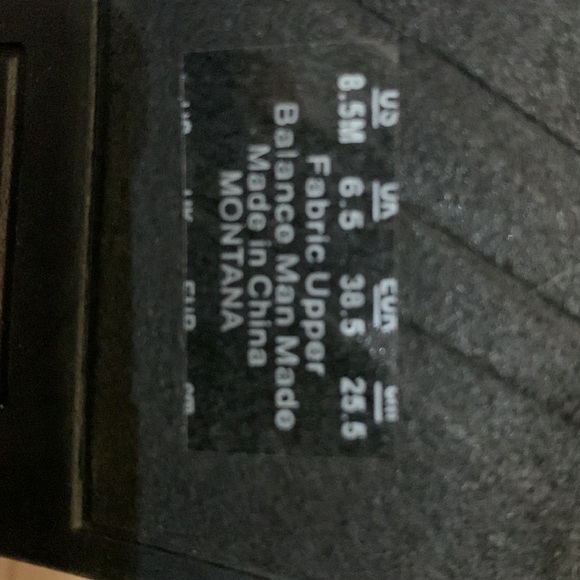 US UK EUR cm
8.5M 6.5 38.5 25.5
Fabric Upper
Balance Man Made
Made in China
MONTANA